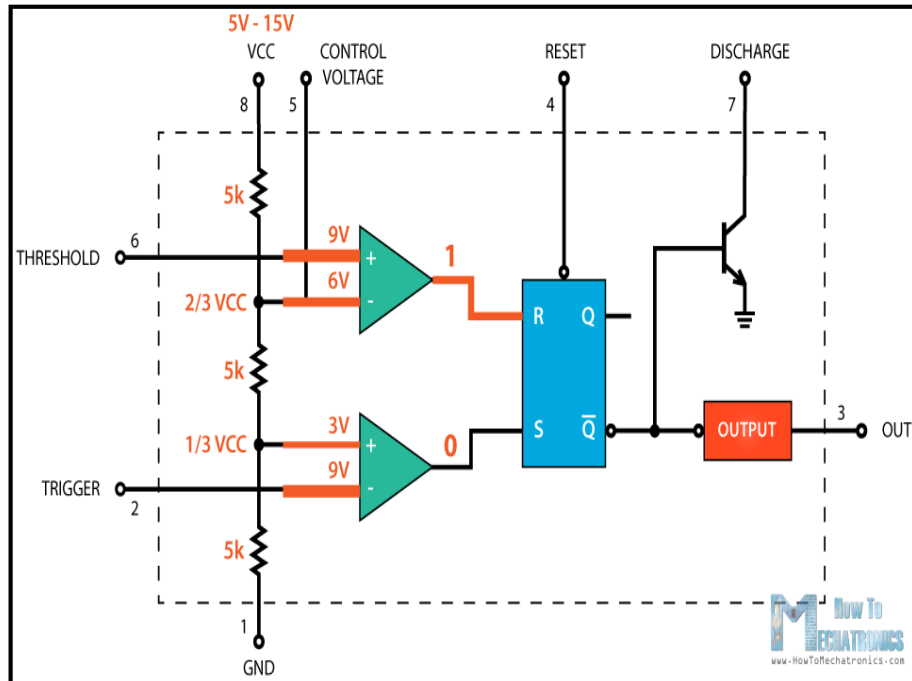 5V - 15V
VCC
CONTROL
VOLTAGE
RESET
DISCHARGE
8
5
4
7
5k
6
THRESHOLD
9V
+
1
6V
2/3 VCC
-
R
Q
5k
3V
1/3 VCC
+
0
S
Q̅
OUTPUT
3
OUT
9V
TRIGGER
-
2
5k
1
GND
How To
MECHATRONICS
www.HowToMechatronics.com